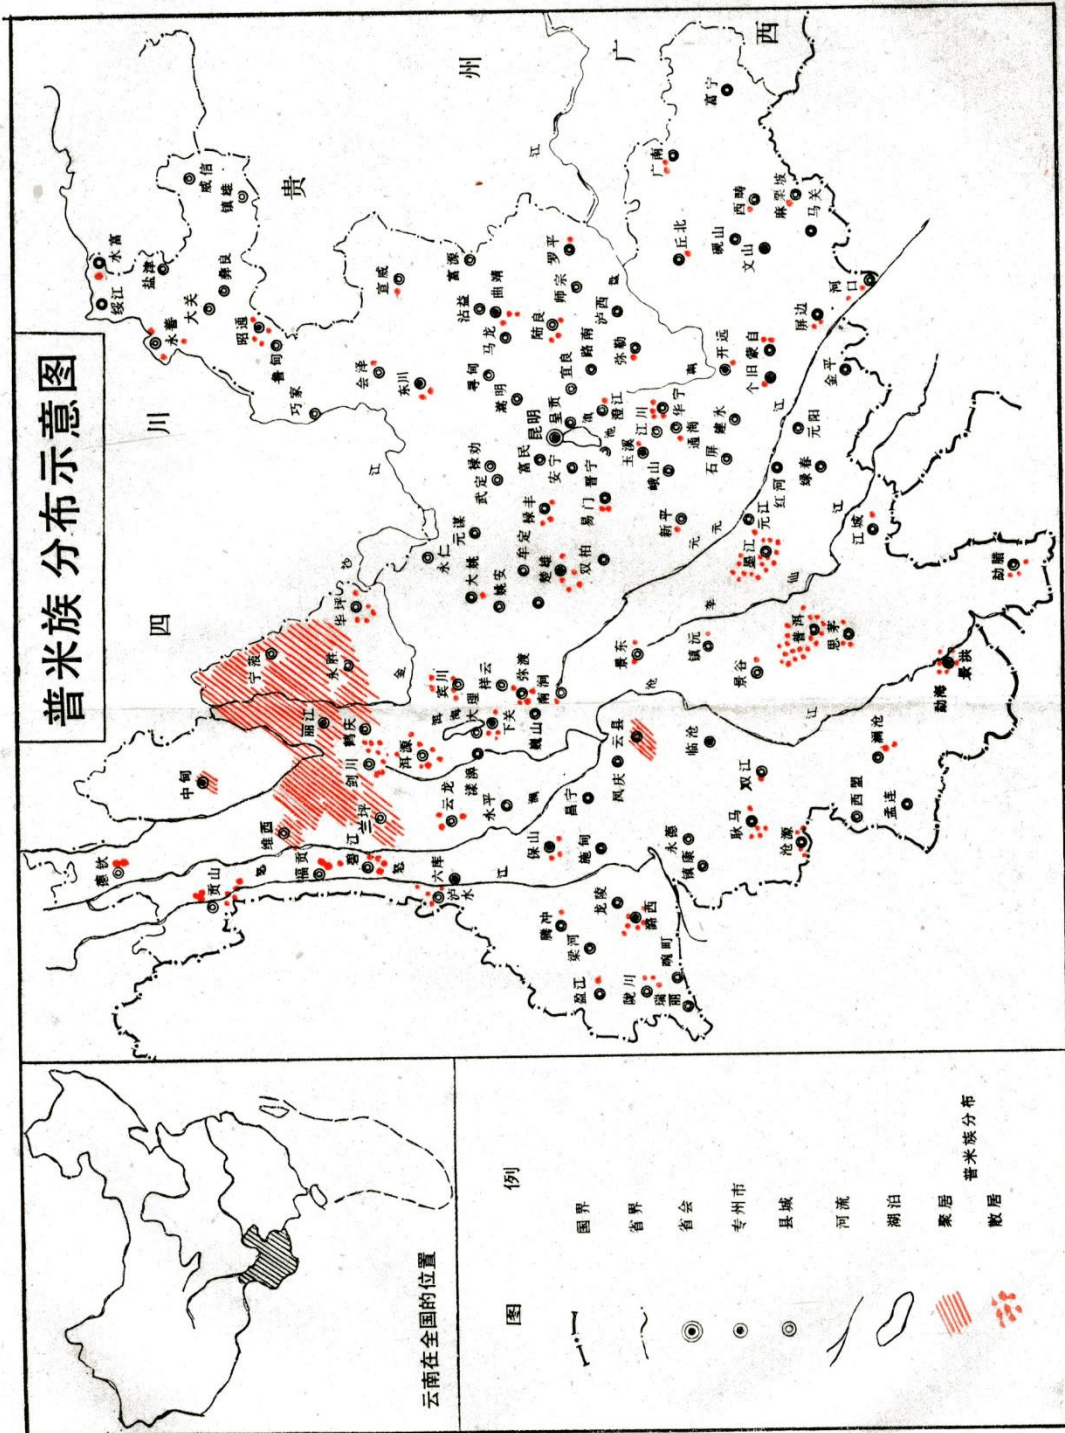 普米族分布示意图
四
川
贵
州
广
西
绥江
水富
盐津
威信
镇雄
彝良
大关
永善
昭通
鲁甸
巧家
会泽
东川
宣威
富源
沾益
曲靖
马龙
寻甸
嵩明
陆良
罗平
师宗
泸西
路南
宜良
弥勒
昆明
呈贡
滇
池
澄江
江川
华宁
通海
玉溪
峨山
晋宁
安宁
富民
禄劝
武定
禄丰
易门
元谋
永仁
大姚
姚安
牟定
楚雄
双柏
新平
石屏
建水
开远
个旧
蒙自
屏边
河口
金平
元阳
红河
绿春
元江
墨江
江城
丘北
广南
富宁
砚山
文山
西畴
麻栗坡
马关
德钦
贡山
福贡
碧江
六库
泸水
维西
中甸
兰坪
剑川
丽江
鹤庆
宁蒗
永胜
华坪
洱源
云龙
漾濞
永平
宾川
洱海
大理
下关
祥云
弥渡
巍山
南涧
景东
镇沅
景谷
普洱
思茅
勐腊
景洪
勐海
澜沧
孟连
西盟
沧源
双江
耿马
临沧
云县
凤庆
昌宁
保山
施甸
永德
镇康
龙陵
潞西
腾冲
梁河
盈江
陇川
瑞丽
畹町
金
沙
江
怒
江
澜
沧
江
元
江
南
盘
江
云南在全国的位置
图 例
国界
省界
省会
专州市
县城
河流
湖泊
聚居
散居
普米族分布